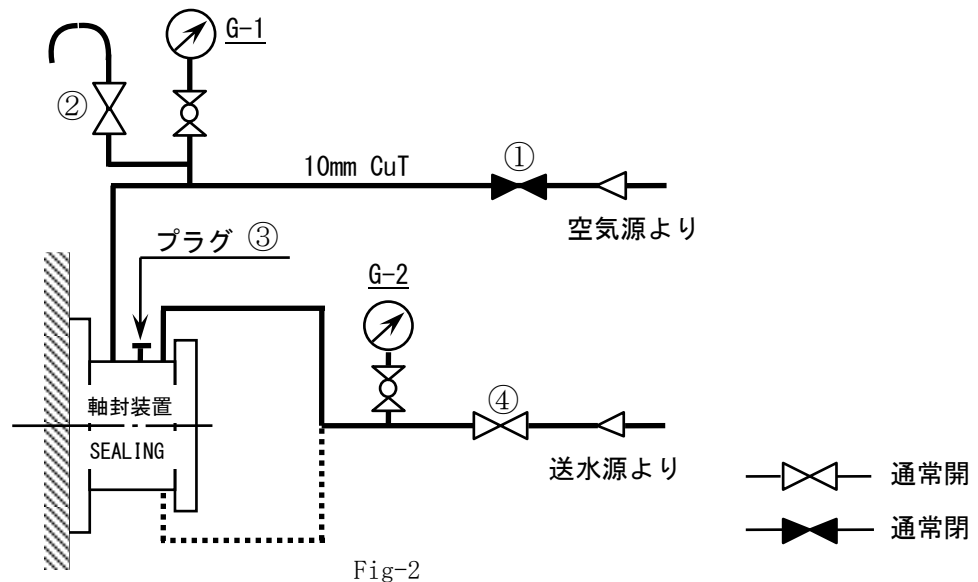 G-1
②
10mm CuT
①
空気源より
プラグ ③
G-2
④
軸封装置
SEALING
送水源より
通常開
通常閉
Fig-2